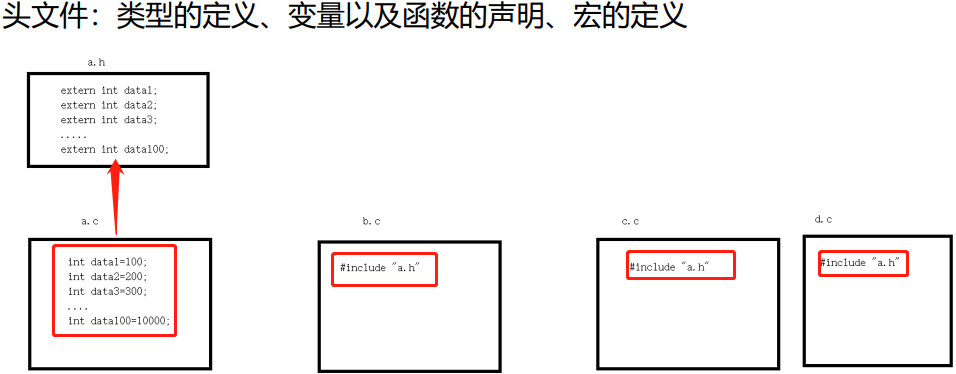 头文件：类型的定义、变量以及函数的声明、宏的定义
a.h
extern int data1;
extern int data2;
extern int data3;
.....
extern int data100;
a.c
int data1=100;
int data2=200;
int data3=300;
....
int data100=10000;
b.c
#include "a.h"
c.c
#include "a.h"
d.c
#include "a.h"